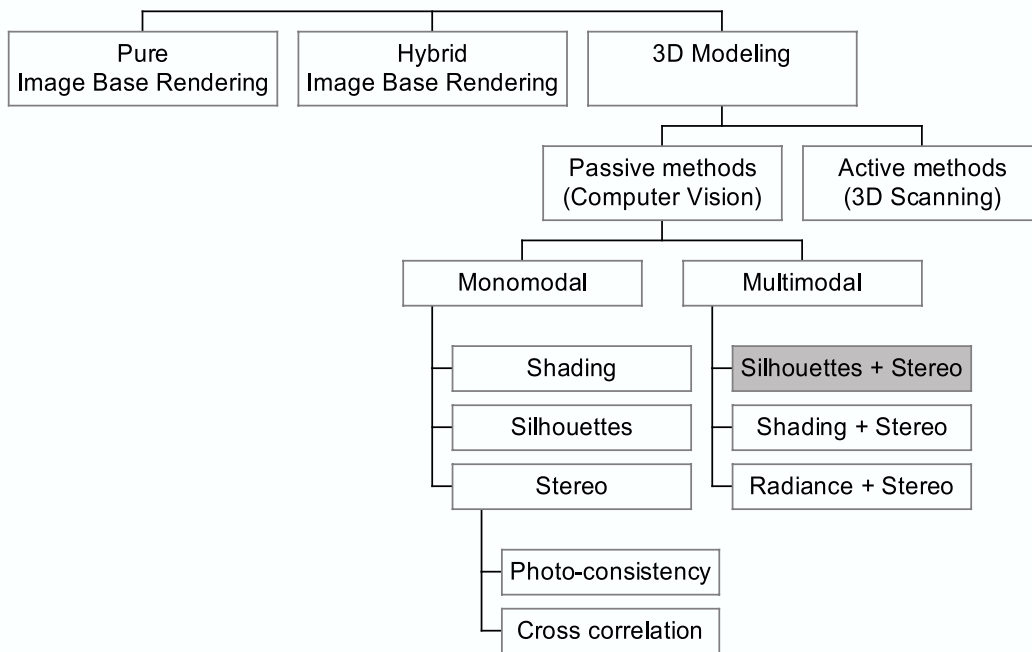 Pure
Image Base Rendering
Hybrid
Image Base Rendering
3D Modeling
Passive methods
(Computer Vision)
Active methods
(3D Scanning)
Monomodal
Multimodal
Shading
Silhouettes
Stereo
Silhouettes + Stereo
Shading + Stereo
Radiance + Stereo
Photo-consistency
Cross correlation